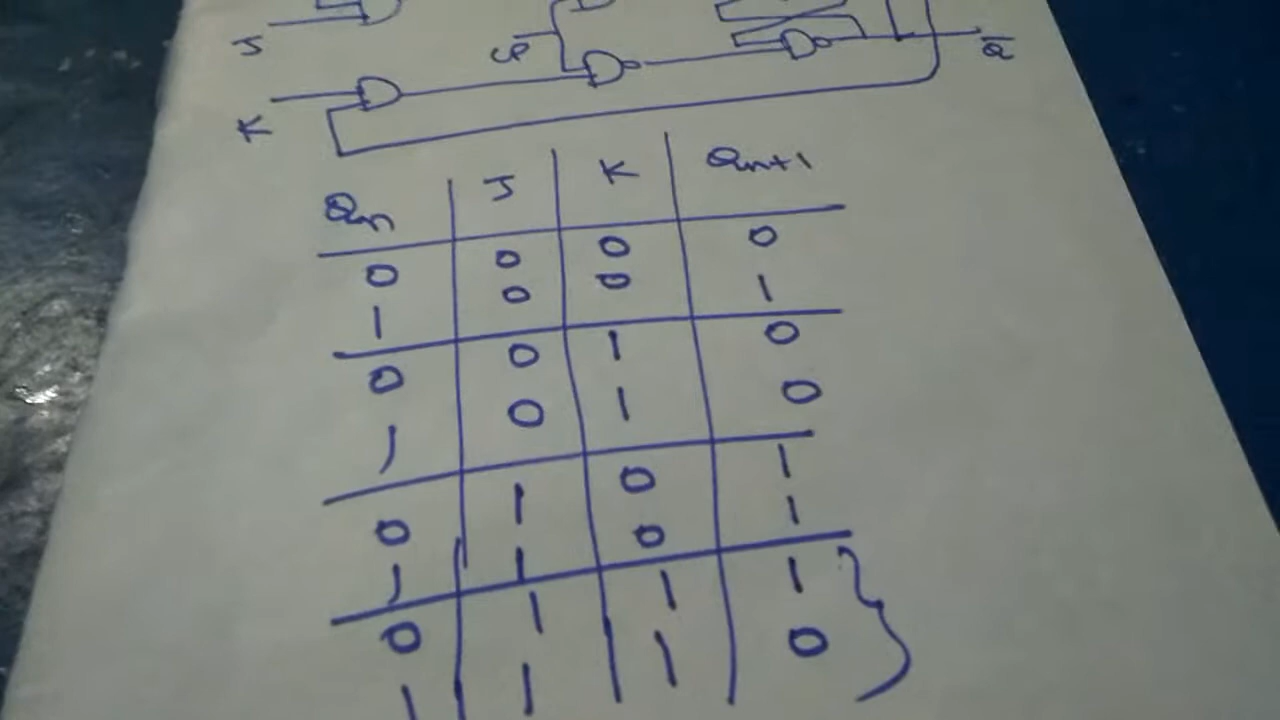 J
CP
Q̅
K
Qn J K Qn+1
0 0 0 0
1 0 0 1
0 0 1 0
1 0 1 0
0 1 0 1
1 1 0 1
0 1 1 1
1 1 1 0